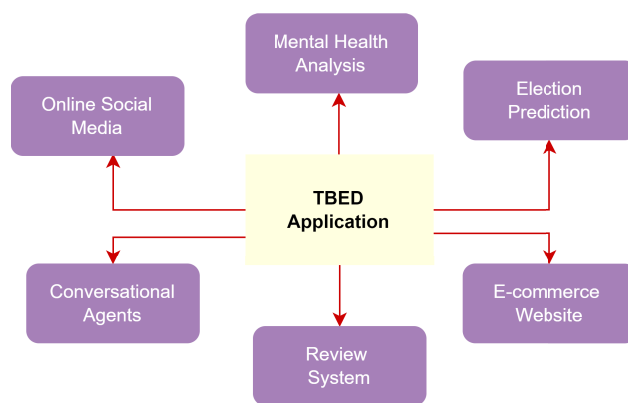 Mental Health
Analysis
Online Social
Media
Election
Prediction
TBED
Application
Conversational
Agents
E-commerce
Website
Review
System